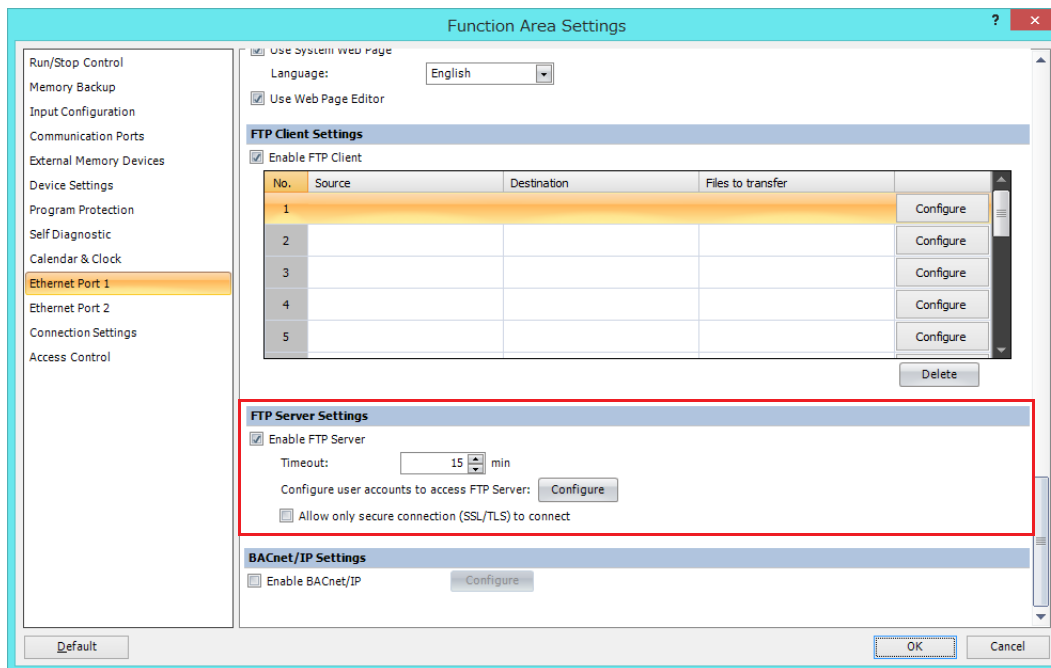 Function Area Settings
?
Run/Stop Control
Memory Backup
Input Configuration
Communication Ports
External Memory Devices
Device Settings
Program Protection
Self Diagnostic
Calendar & Clock
Ethernet Port 1
Ethernet Port 2
Connection Settings
Access Control
Use System Web Page
Language: English
Use Web Page Editor
FTP Client Settings
Enable FTP Client
No. Source Destination Files to transfer
1 Configure
2 Configure
3 Configure
4 Configure
5 Configure
Delete
FTP Server Settings
Enable FTP Server
Timeout: 15 min
Configure user accounts to access FTP Server: Configure
Allow only secure connection (SSL/TLS) to connect
BACnet/IP Settings
Enable BACnet/IP Configure
Default OK Cancel